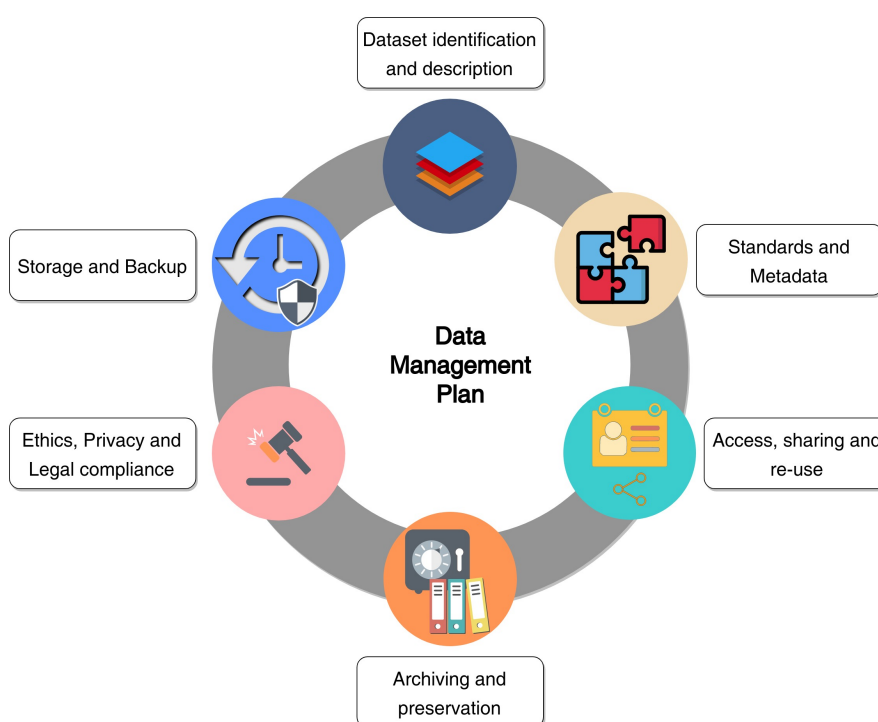 Dataset identification
and description
Storage and Backup
Standards and
Metadata
Data
Management
Plan
Ethics, Privacy and
Legal compliance
Access, sharing and
re-use
Archiving and
preservation